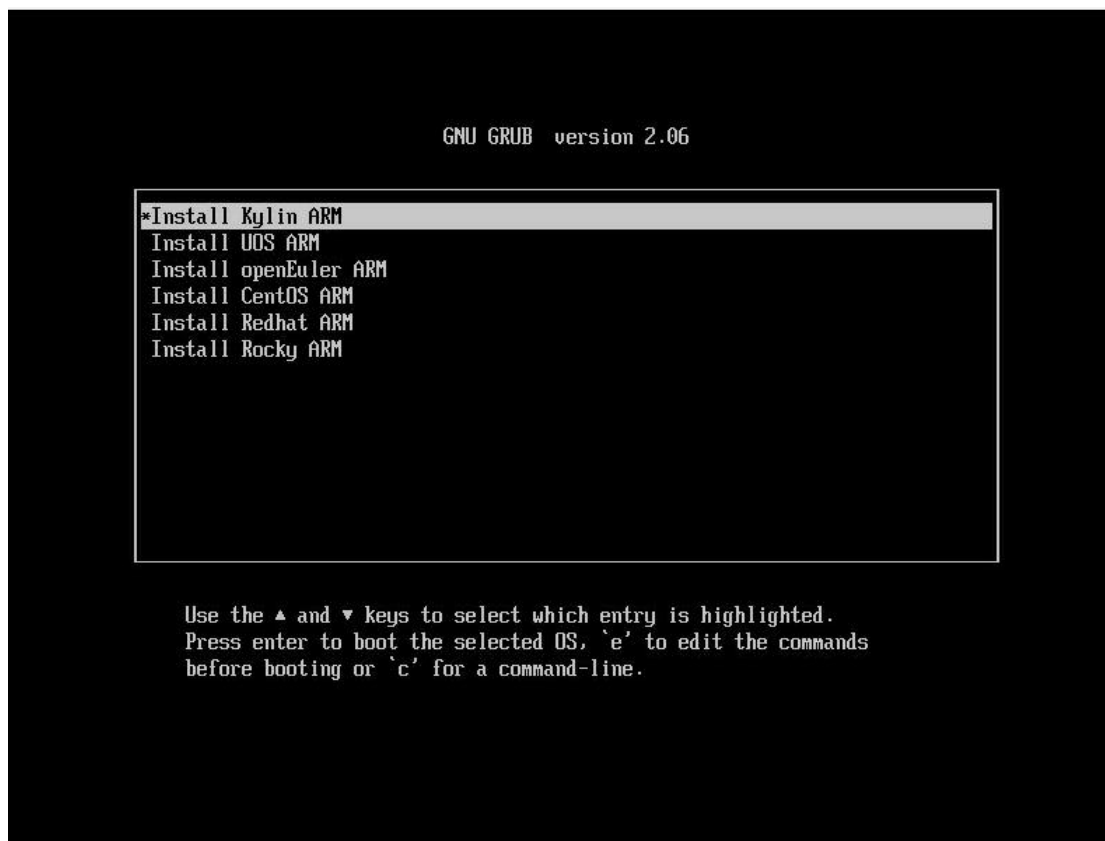 GNU GRUB  version 2.06
*Install Kylin ARM
Install UOS ARM
Install openEuler ARM
Install CentOS ARM
Install Redhat ARM
Install Rocky ARM
Use the ▲ and ▼ keys to select which entry is highlighted.
Press enter to boot the selected OS, `e' to edit the commands
before booting or `c' for a command-line.